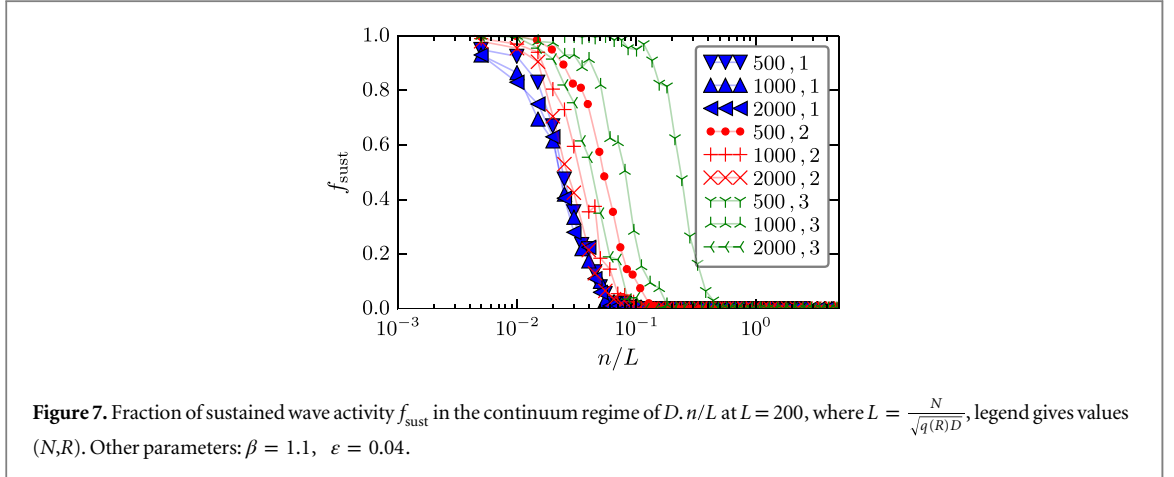 1.0
0.8
0.6
0.4
0.2
0.0
f_sust
10^−3
10^−2
10^−1
10^0
n/L
500 , 1
1000 , 1
2000 , 1
500 , 2
1000 , 2
2000 , 2
500 , 3
1000 , 3
2000 , 3
Figure 7. Fraction of sustained wave activity f_sust in the continuum regime of D. n/L at L = 200, where L = N/√(q(R)D), legend gives values
(N,R). Other parameters: β = 1.1, ε = 0.04.